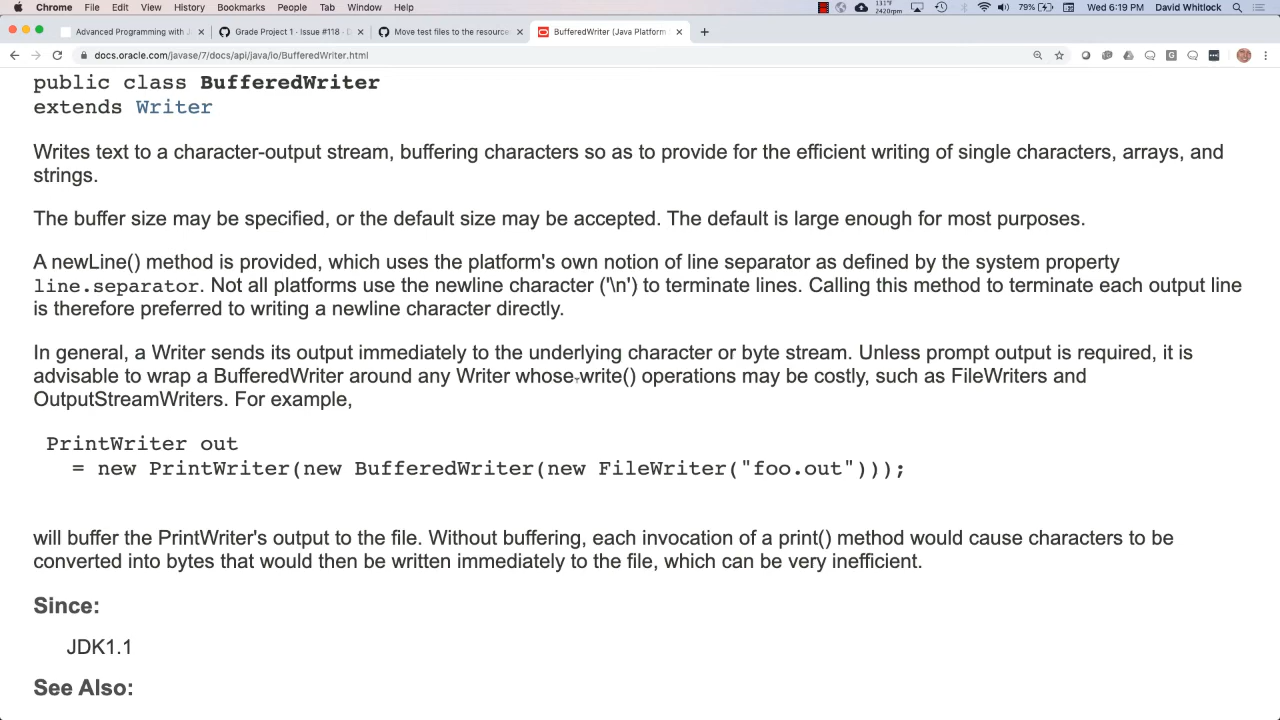 Chrome File Edit View History Bookmarks People Tab Window Help 131°F 2420rpm 79% Wed 6:19 PM David Whitlock
Advanced Programming with J Grade Project 1 · Issue #118 · D Move test files to the resource BufferedWriter (Java Platform
docs.oracle.com/javase/7/docs/api/java/io/BufferedWriter.html
public class BufferedWriter
extends Writer
Writes text to a character-output stream, buffering characters so as to provide for the efficient writing of single characters, arrays, and
strings.
The buffer size may be specified, or the default size may be accepted. The default is large enough for most purposes.
A newLine() method is provided, which uses the platform's own notion of line separator as defined by the system property
line.separator. Not all platforms use the newline character ('\n') to terminate lines. Calling this method to terminate each output line
is therefore preferred to writing a newline character directly.
In general, a Writer sends its output immediately to the underlying character or byte stream. Unless prompt output is required, it is
advisable to wrap a BufferedWriter around any Writer whose write() operations may be costly, such as FileWriters and
OutputStreamWriters. For example,
PrintWriter out
= new PrintWriter(new BufferedWriter(new FileWriter("foo.out")));
will buffer the PrintWriter's output to the file. Without buffering, each invocation of a print() method would cause characters to be
converted into bytes that would then be written immediately to the file, which can be very inefficient.
Since:
JDK1.1
See Also: